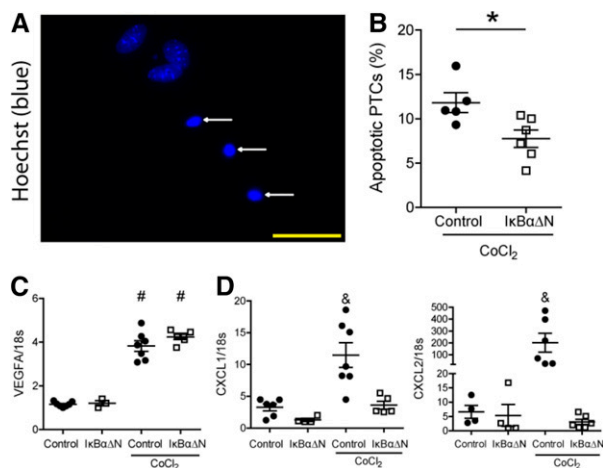 A
Hoechst (blue)
B
*
Apoptotic PTCs (%)
20
15
10
5
0
Control IκBαΔN
CoCl2
C
# #
VEGFA/18s
6
4
2
0
Control IκBαΔN Control IκBαΔN
CoCl2
D
&
CXCL1/18s
20
15
10
5
0
Control IκBαΔN Control IκBαΔN
CoCl2
&
CXCL2/18s
500
400
300
200
100
25
20
15
10
5
0
Control IκBαΔN Control IκBαΔN
CoCl2